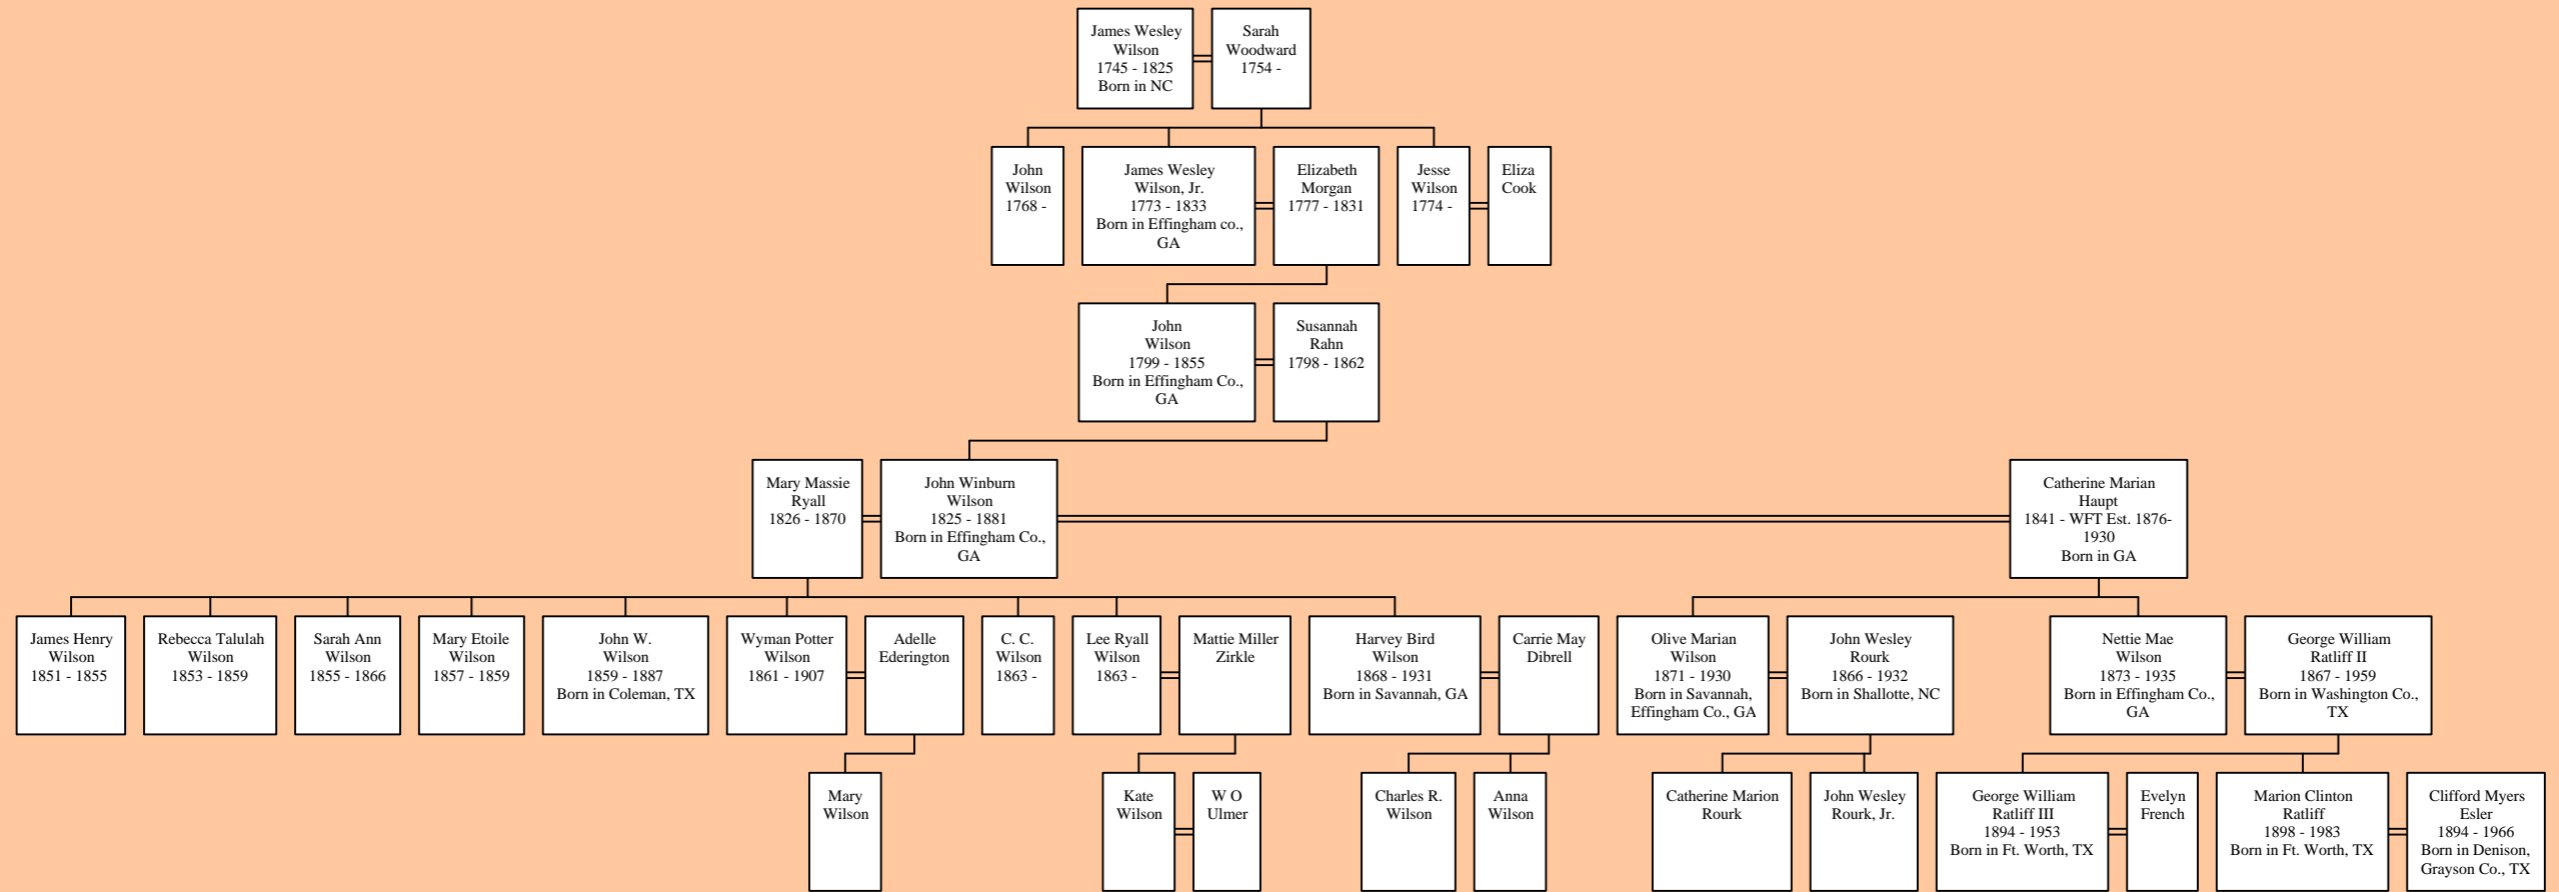 James Wesley
Wilson
1745 - 1825
Born in NC
Sarah
Woodward
1754 -
John
Wilson
1768 -
James Wesley
Wilson, Jr.
1773 - 1833
Born in Effingham co.,
GA
Elizabeth
Morgan
1777 - 1831
Jesse
Wilson
1774 -
Eliza
Cook
John
Wilson
1799 - 1855
Born in Effingham Co.,
GA
Susannah
Rahn
1798 - 1862
Mary Massie
Ryall
1826 - 1870
John Winburn
Wilson
1825 - 1881
Born in Effingham Co.,
GA
Catherine Marian
Haupt
1841 - WFT Est. 1876-
1930
Born in GA
James Henry
Wilson
1851 - 1855
Rebecca Talulah
Wilson
1853 - 1859
Sarah Ann
Wilson
1855 - 1866
Mary Etoile
Wilson
1857 - 1859
John W.
Wilson
1859 - 1887
Born in Coleman, TX
Wyman Potter
Wilson
1861 - 1907
Adelle
Ederington
C. C.
Wilson
1863 -
Lee Ryall
Wilson
1863 -
Mattie Miller
Zirkle
Harvey Bird
Wilson
1868 - 1931
Born in Savannah, GA
Carrie May
Dibrell
Olive Marian
Wilson
1871 - 1930
Born in Savannah,
Effingham Co., GA
John Wesley
Rourk
1866 - 1932
Born in Shallotte, NC
Nettie Mae
Wilson
1873 - 1935
Born in Effingham Co.,
GA
George William
Ratliff II
1867 - 1959
Born in Washington Co.,
TX
Mary
Wilson
Kate
Wilson
W O
Ulmer
Charles R.
Wilson
Anna
Wilson
Catherine Marion
Rourk
John Wesley
Rourk, Jr.
George William
Ratliff III
1894 - 1953
Born in Ft. Worth, TX
Evelyn
French
Marion Clinton
Ratliff
1898 - 1983
Born in Ft. Worth, TX
Clifford Myers
Esler
1894 - 1966
Born in Denison,
Grayson Co., TX